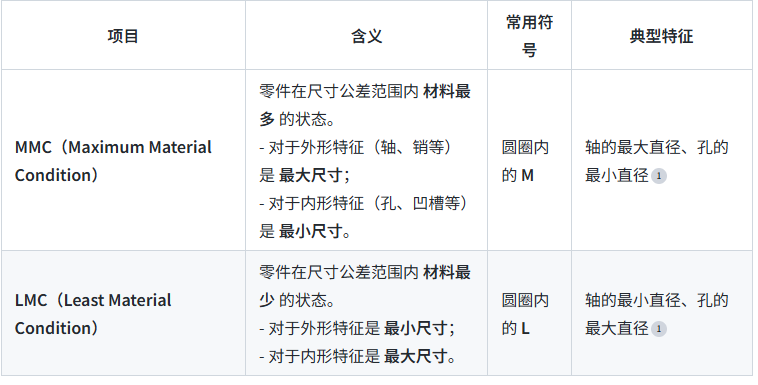 项目
含义
常用符
号
典型特征
MMC（Maximum Material
Condition）
零件在尺寸公差范围内 材料最
多 的状态。
- 对于外形特征（轴、销等）
是 最大尺寸；
- 对于内形特征（孔、凹槽等）
是 最小尺寸。
圆圈内
的 M
轴的最大直径、孔的
最小直径 1
LMC（Least Material
Condition）
零件在尺寸公差范围内 材料最
少 的状态。
- 对于外形特征是 最小尺寸；
- 对于内形特征是 最大尺寸。
圆圈内
的 L
轴的最小直径、孔的
最大直径 1